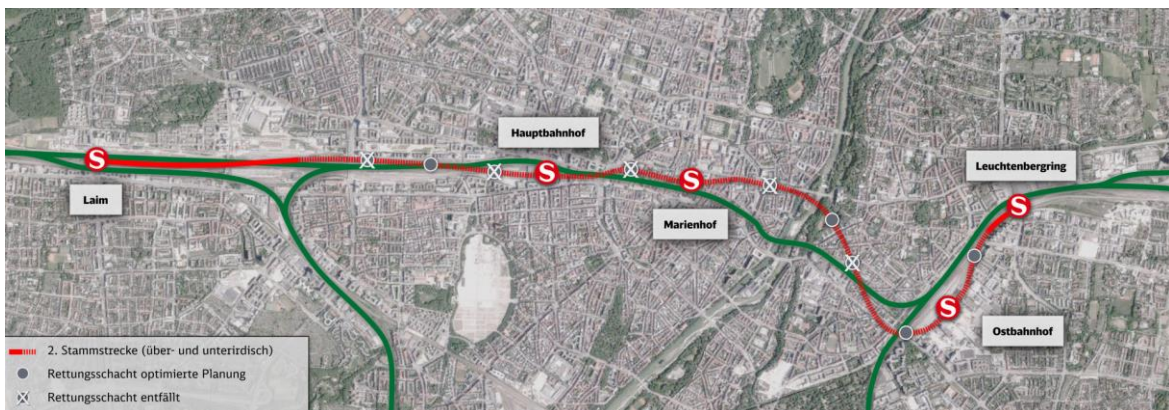 Hauptbahnhof
Leuchtenbergring
S
S
S
S
S
Laim
Marienhof
Ostbahnhof
2. Stammstrecke (über- und unterirdisch)
Rettungsschacht optimierte Planung
Rettungsschacht entfällt